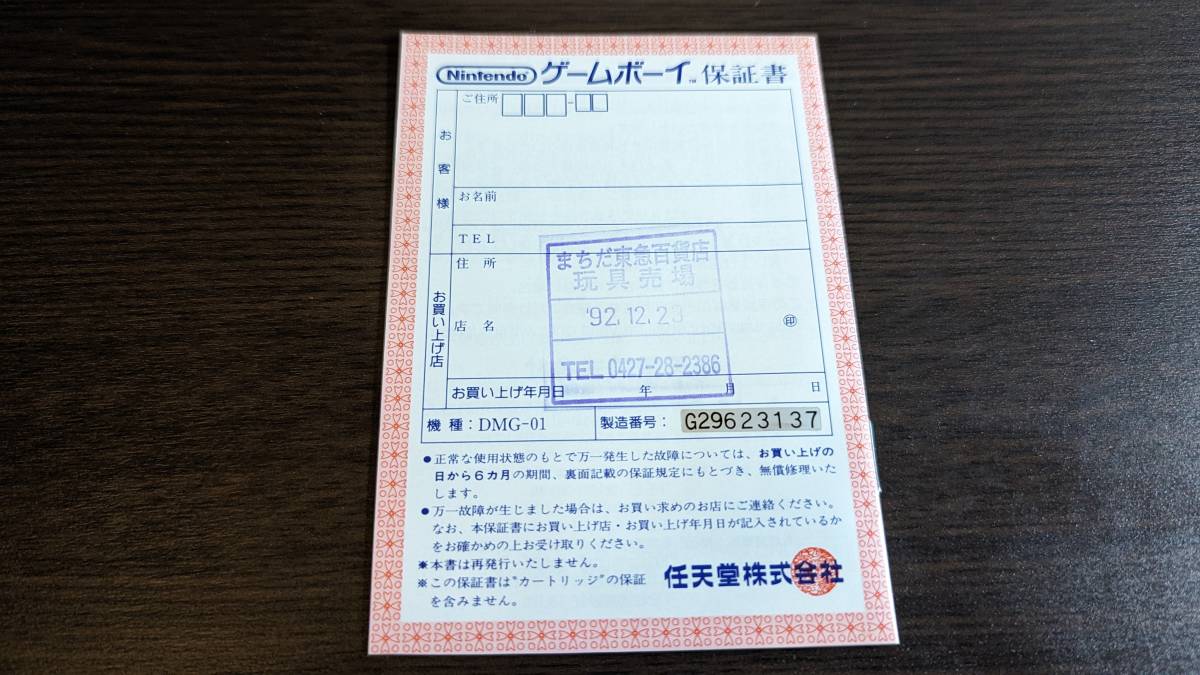 Nintendo ゲームボーイ™ 保証書
お客様
ご住所
-
お名前
TEL
お買い上げ店
住所
店名
印
まちだ東急百貨店
玩具売場
'92.12.23
TEL 0427-28-2386
お買い上げ年月日 年 月 日
機種：DMG-01
製造番号：G29623137
●正常な使用状態のもとで万一発生した故障については、お買い上げの
日から6カ月の期間、裏面記載の保証規定にもとづき、無償修理いた
します。
●万一故障が生じました場合は、お買い求めのお店にご連絡ください。
なお、本保証書にお買い上げ店・お買い上げ年月日が記入されているか
をお確かめの上お受け取りください。
※本書は再発行いたしません。
※この保証書は"カートリッジ"の保証
を含みません。
任天堂株式会社